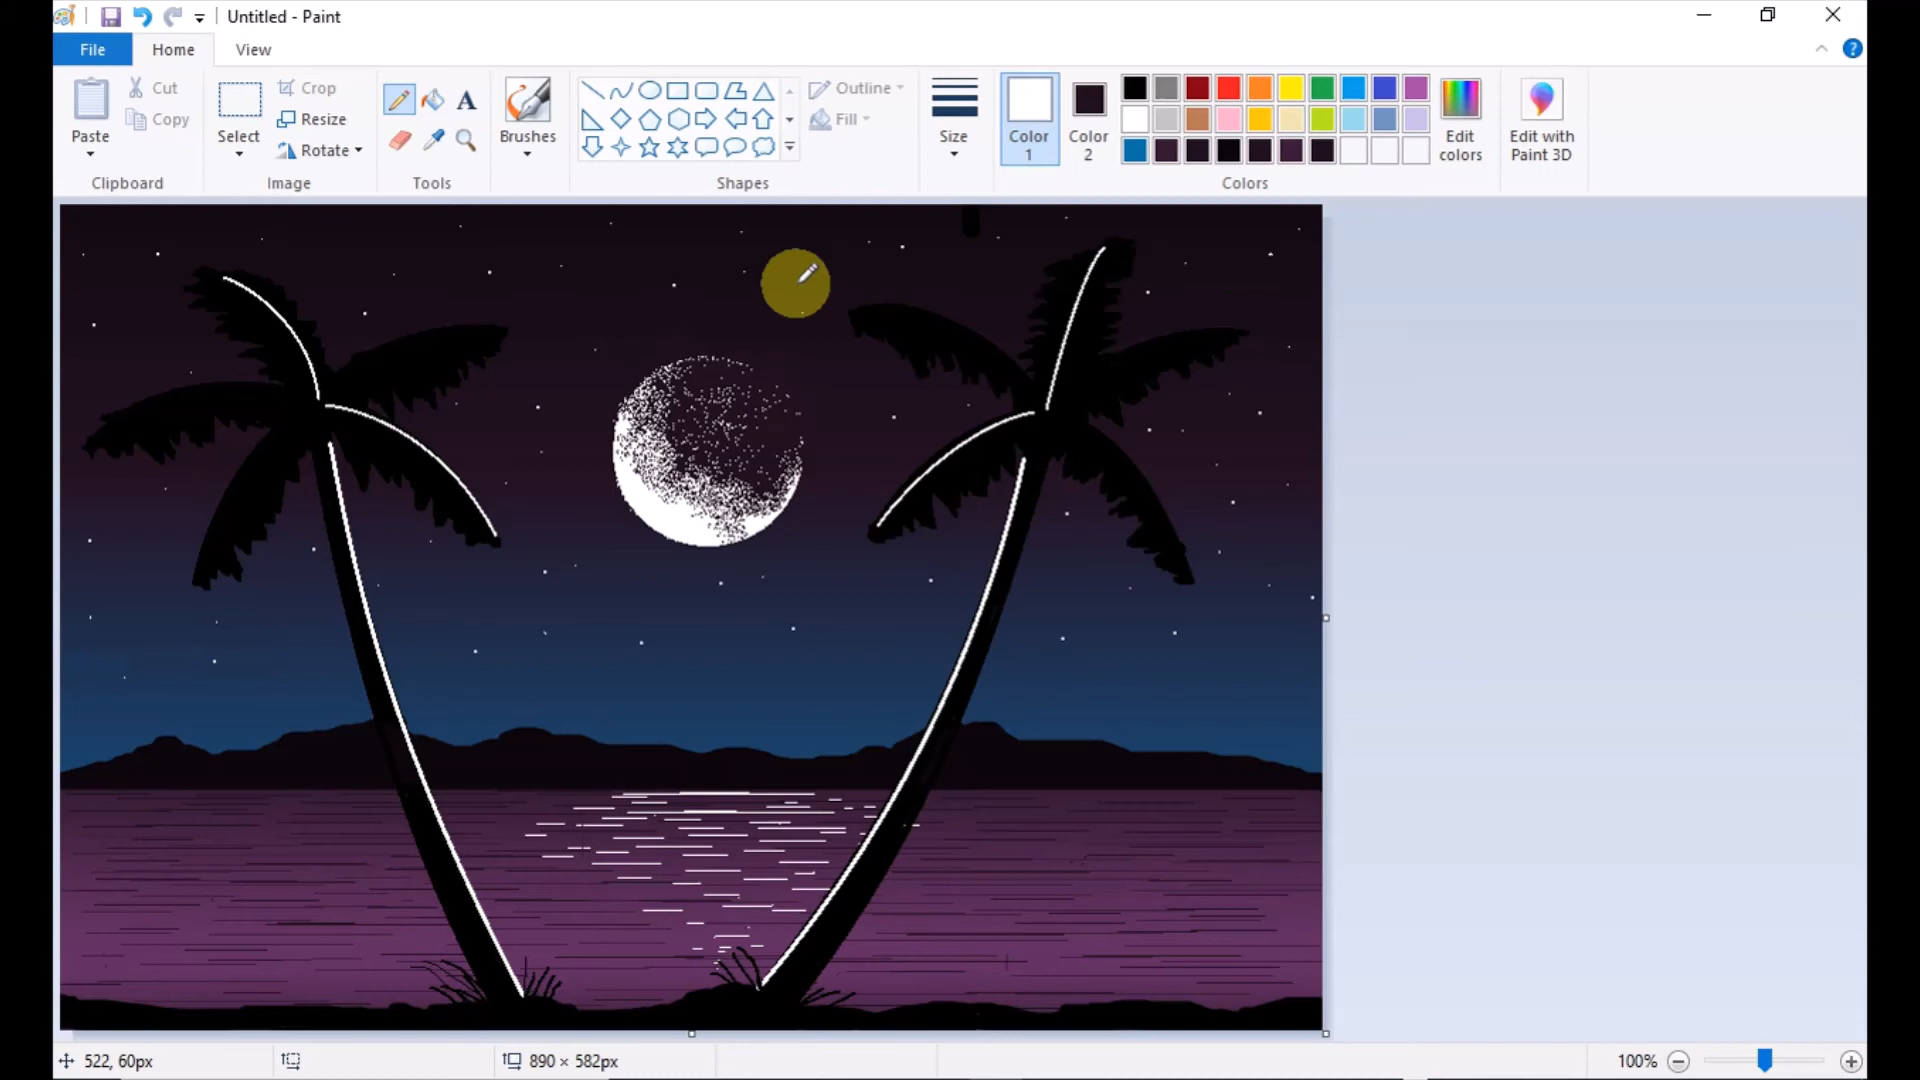 Untitled - Paint
File Home View
Paste
Cut
Copy
Clipboard
Select
Crop
Resize
Rotate
Image
A
Tools
Brushes
Outline
Fill
Shapes
Size
Color
1
Color
2
Edit
colors
Colors
Edit with
Paint 3D
?
522, 60px
890 × 582px
100%